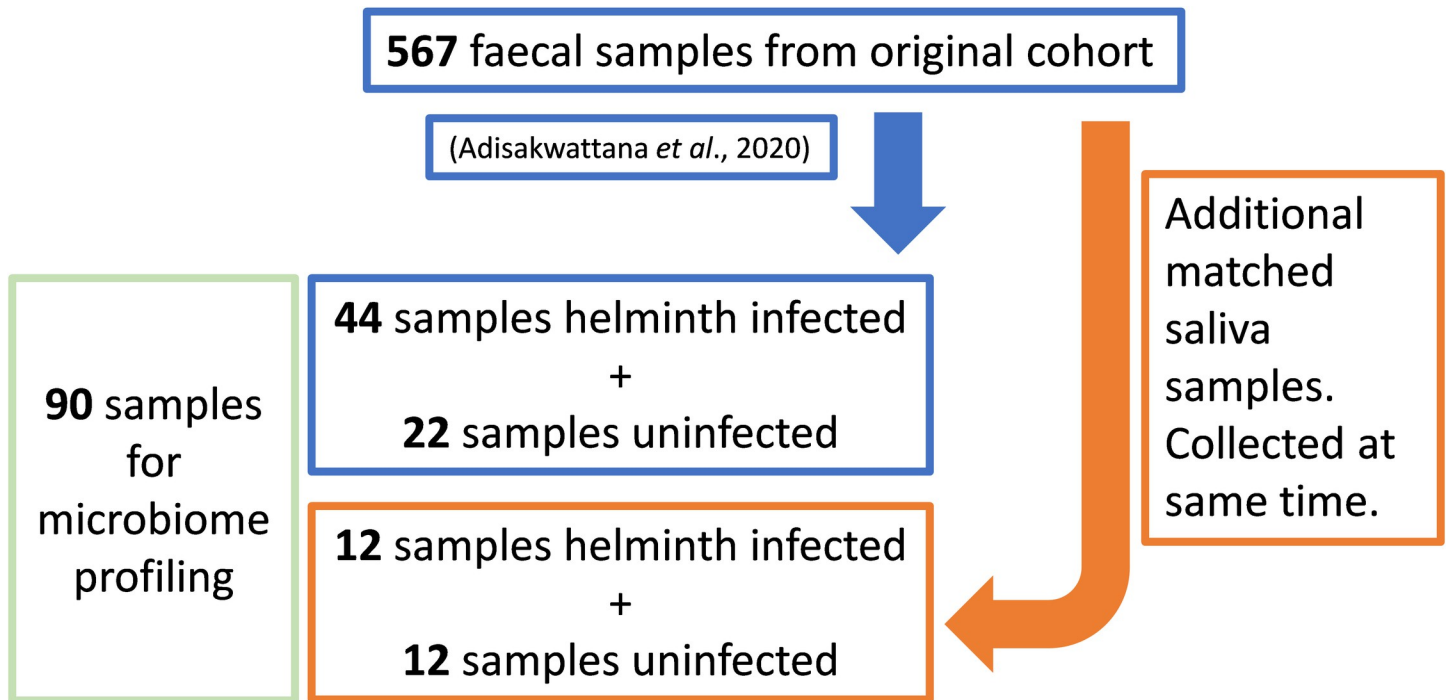 567 faecal samples from original cohort
(Adisakwattana et al., 2020)
Additional
matched
saliva
samples.
Collected at
same time.
44 samples helminth infected
+
22 samples uninfected
90 samples
for
microbiome
profiling
12 samples helminth infected
+
12 samples uninfected